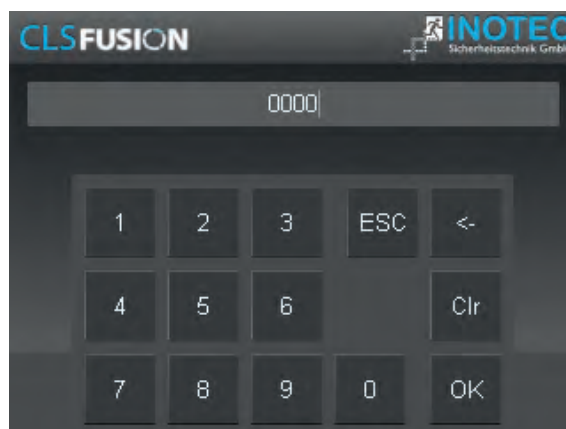 CLSFUSION
INOTEC
Sicherheitstechnik GmbH
0000
1 2 3 ESC <-
4 5 6 Clr
7 8 9 0 OK